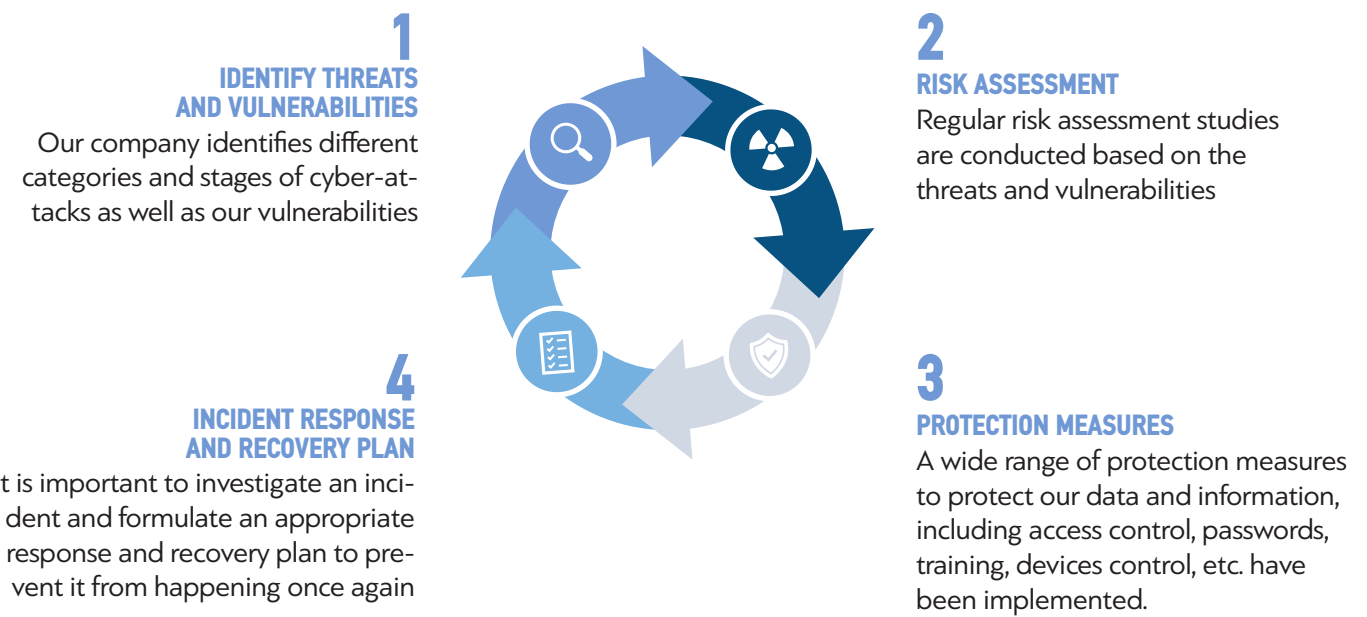 1
IDENTIFY THREATS
AND VULNERABILITIES
Our company identifies different
categories and stages of cyber-at-
tacks as well as our vulnerabilities
2
RISK ASSESSMENT
Regular risk assessment studies
are conducted based on the
threats and vulnerabilities
3
PROTECTION MEASURES
A wide range of protection measures
to protect our data and information,
including access control, passwords,
training, devices control, etc. have
been implemented.
4
INCIDENT RESPONSE
AND RECOVERY PLAN
t is important to investigate an inci-
dent and formulate an appropriate
response and recovery plan to pre-
vent it from happening once again